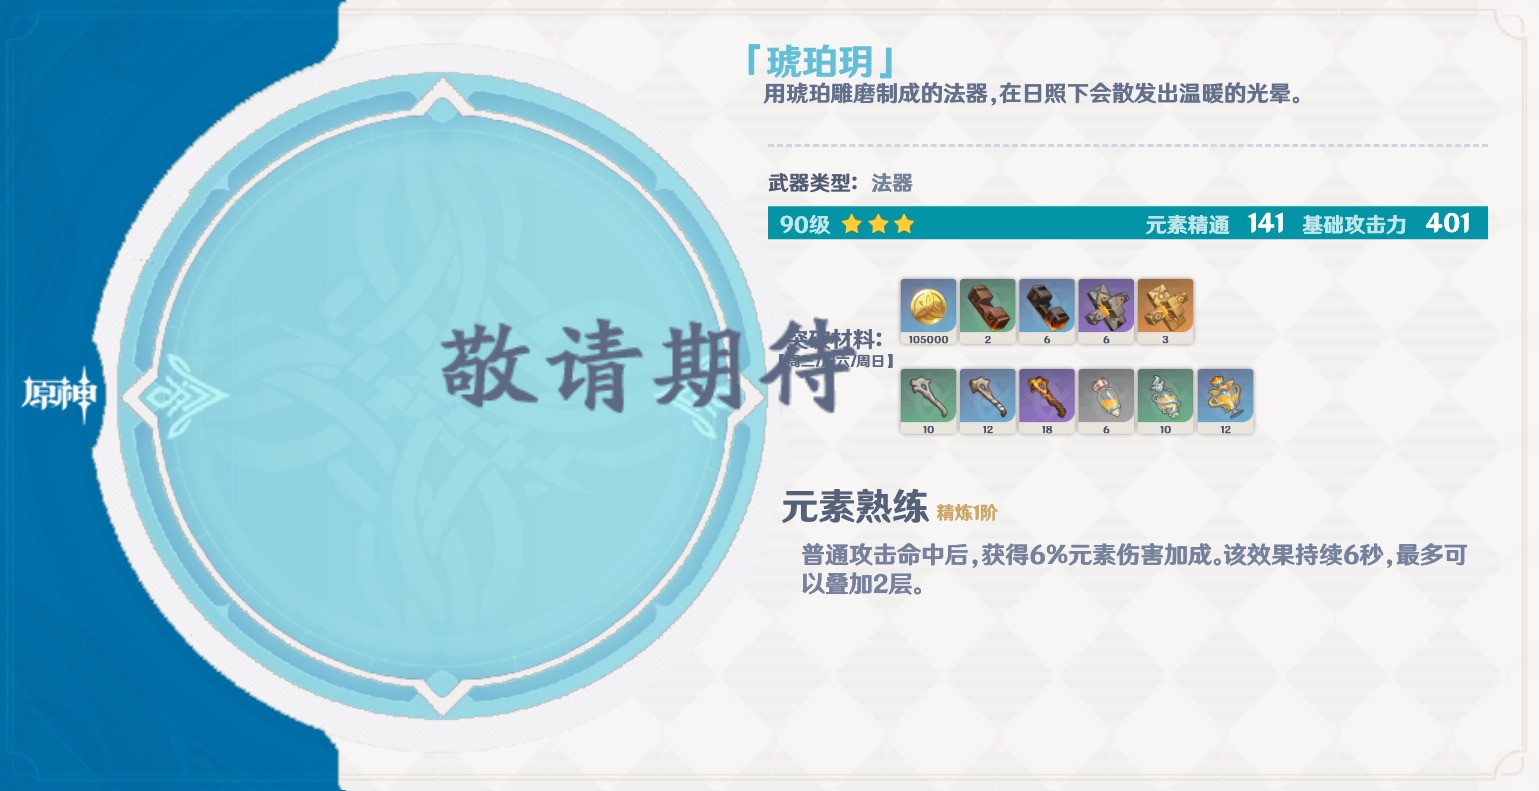 「琥珀玥」
用琥珀雕磨制成的法器,在日照下会散发出温暖的光晕。
武器类型: 法器
90级 元素精通 141 基础攻击力 401
105000 2 6 6 3
材料:
六/周日】
敬请期待
原神
10 12 18 6 10 12
元素熟练 精炼1阶
普通攻击命中后,获得6%元素伤害加成。该效果持续6秒,最多可
以叠加2层。